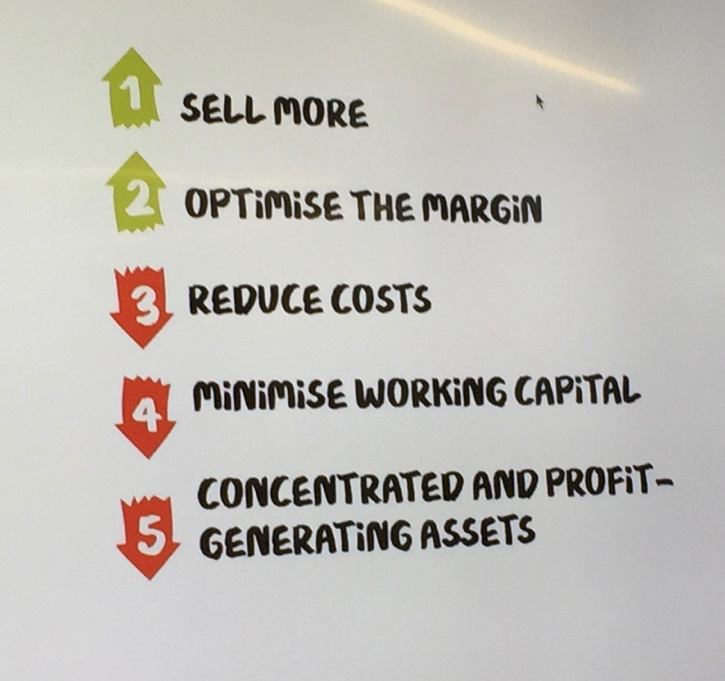 1 SELL MORE
2 OPTiMiSE THE MARGiN
3 REDUCE COSTS
4 MiNiMiSE WORKiNG CAPiTAL
5 CONCENTRATED AND PROFiT-
GENERATiNG ASSETS